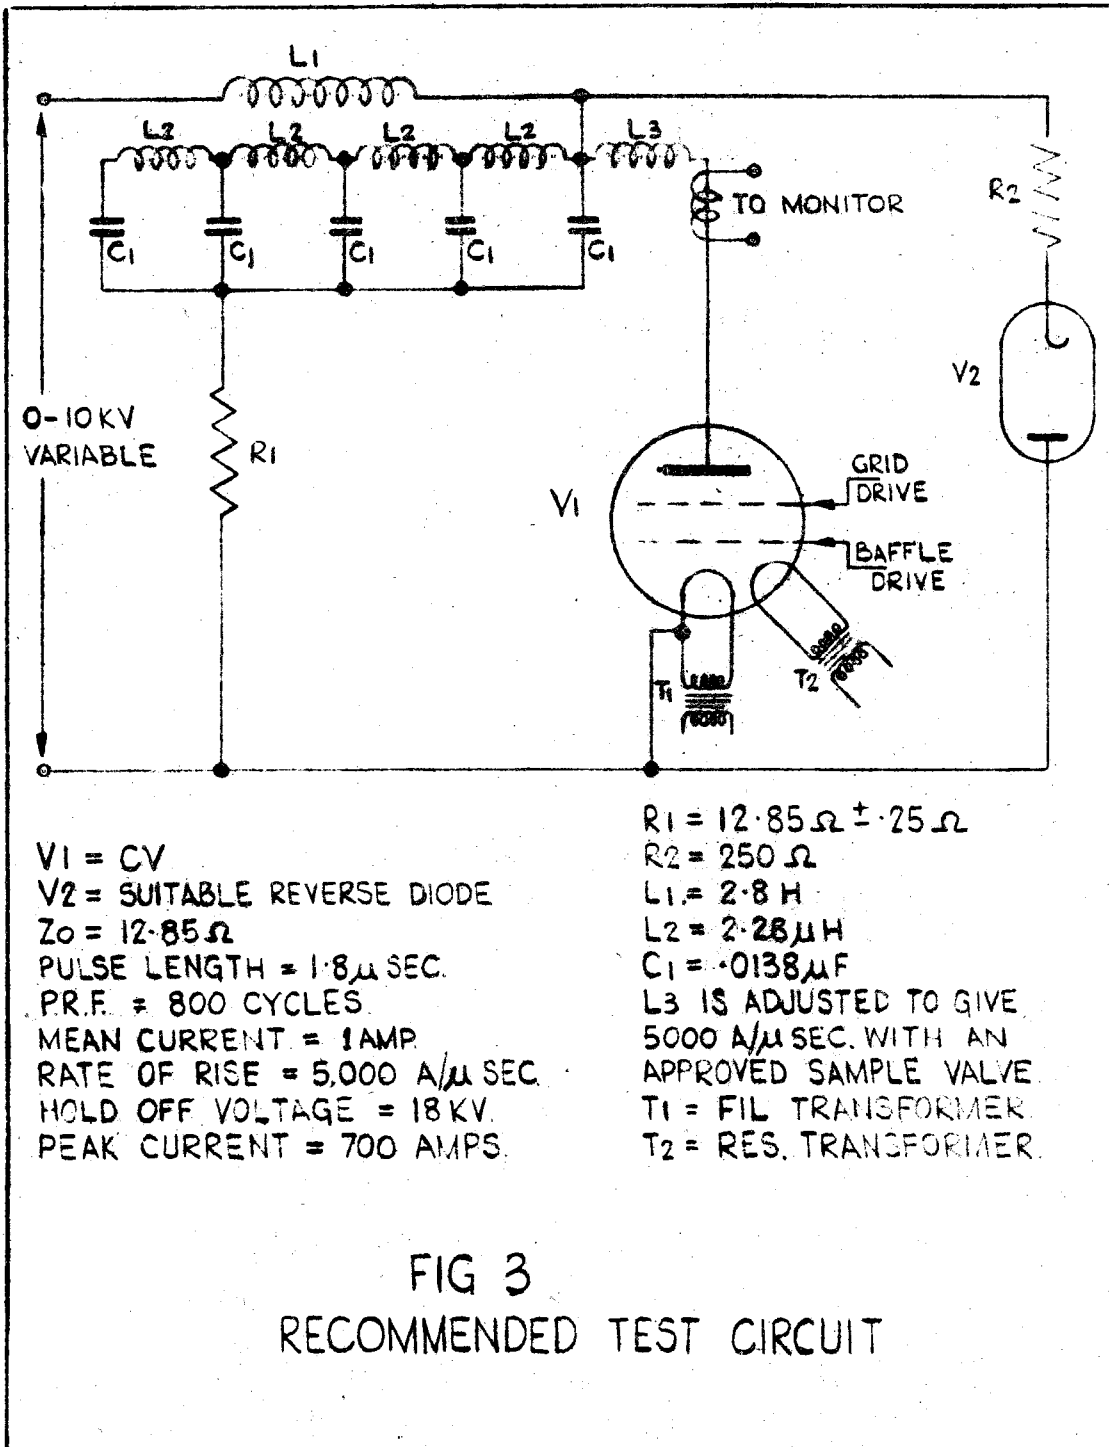 L1
L2 L2 L2 L2 L3
C1 C1 C1 C1 C1
TO MONITOR
R2
V2
0-10KV
VARIABLE
R1
V1
GRID
DRIVE
BAFFLE
DRIVE
T1
T2
V1 = CV
V2 = SUITABLE REVERSE DIODE
Zo = 12.85Ω
PULSE LENGTH = 1.8μ SEC.
P.R.F. = 800 CYCLES
MEAN CURRENT = 1 AMP.
RATE OF RISE = 5,000 A/μ SEC.
HOLD OFF VOLTAGE = 18 KV.
PEAK CURRENT = 700 AMPS.
R1 = 12.85Ω ± .25Ω
R2 = 250 Ω
L1 = 2.8 H
L2 = 2.28μH
C1 = .0138μF
L3 IS ADJUSTED TO GIVE
5000 A/μ SEC. WITH AN
APPROVED SAMPLE VALVE.
T1 = FIL TRANSFORMER.
T2 = RES. TRANSFORMER.
FIG 3
RECOMMENDED TEST CIRCUIT